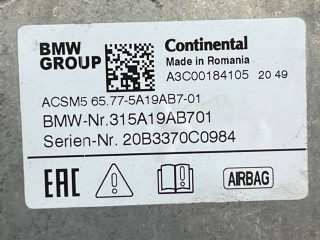 BMW GROUP
Continental
Made in Romania
A3C00184105 20 49
ACSM5 65.77-5A19AB7-01
BMW-Nr.315A19AB701
Serien-Nr. 20B3370C0984
EAC
AIRBAG